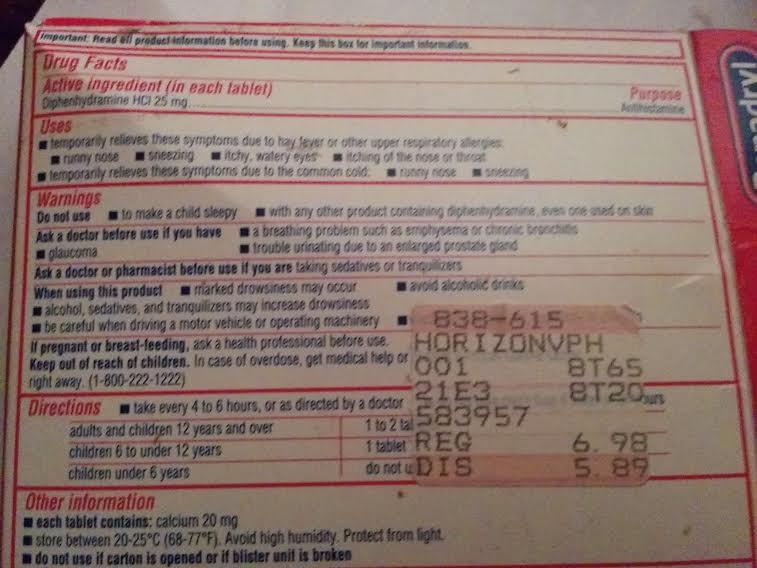 Important: Read all product information before using. Keep this box for important information.
Drug Facts
Active ingredient (in each tablet)
Purpose
Diphenhydramine HCl 25 mg
Antihistamine
Uses
■ temporarily relieves these symptoms due to hay fever or other upper respiratory allergies:
■ runny nose ■ sneezing ■ itchy, watery eyes ■ itching of the nose or throat
■ temporarily relieves these symptoms due to the common cold: ■ runny nose ■ sneezing
Warnings
Do not use ■ to make a child sleepy ■ with any other product containing diphenhydramine, even one used on skin
Ask a doctor before use if you have ■ a breathing problem such as emphysema or chronic bronchitis
■ glaucoma ■ trouble urinating due to an enlarged prostate gland
Ask a doctor or pharmacist before use if you are taking sedatives or tranquilizers
When using this product ■ marked drowsiness may occur ■ avoid alcoholic drinks
■ alcohol, sedatives, and tranquilizers may increase drowsiness
■ be careful when driving a motor vehicle or operating machinery ■
If pregnant or breast-feeding, ask a health professional before use.
Keep out of reach of children. In case of overdose, get medical help or
right away. (1-800-222-1222)
838-615
HORIZONVPH
001 8T65
21E3 8T20
583957
REG 6.98
DIS 5.89
Directions ■ take every 4 to 6 hours, or as directed by a doctor
ours
adults and children 12 years and over 1 to 2 tal
children 6 to under 12 years 1 tablet
children under 6 years do not u
Other information
■ each tablet contains: calcium 20 mg
■ store between 20-25°C (68-77°F). Avoid high humidity. Protect from light.
■ do not use if carton is opened or if blister unit is broken